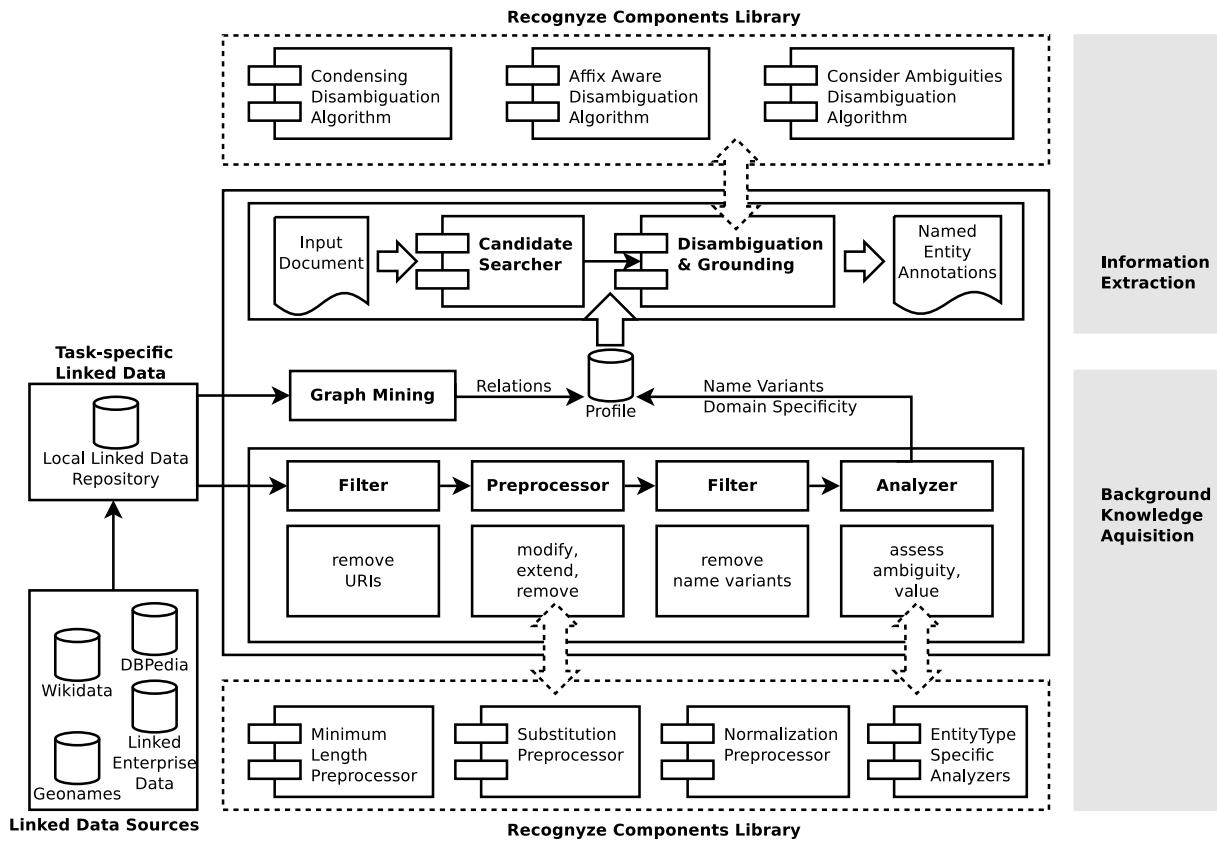 Recognyze Components Library
Condensing
Disambiguation
Algorithm
Affix Aware
Disambiguation
Algorithm
Consider Ambiguities
Disambiguation
Algorithm
Input
Document
Candidate
Searcher
Disambiguation
& Grounding
Named
Entity
Annotations
Information
Extraction
Task-specific
Linked Data
Local Linked Data
Repository
Graph Mining
Relations
Profile
Name Variants
Domain Specificity
Filter
Preprocessor
Filter
Analyzer
remove
URIs
modify,
extend,
remove
remove
name variants
assess
ambiguity,
value
Background
Knowledge
Aquisition
DBPedia
Wikidata
Linked
Enterprise
Data
Geonames
Linked Data Sources
Minimum
Length
Preprocessor
Substitution
Preprocessor
Normalization
Preprocessor
EntityType
Specific
Analyzers
Recognyze Components Library